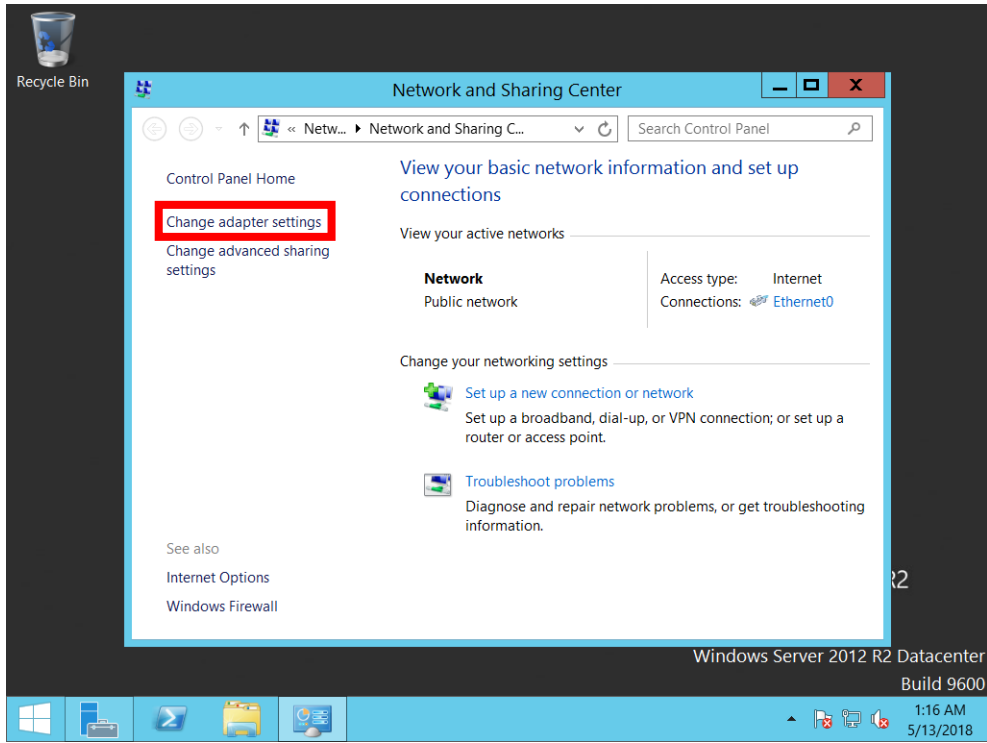 Recycle Bin
Network and Sharing Center
« Netw... Network and Sharing C...
Search Control Panel
Control Panel Home
Change adapter settings
Change advanced sharing
settings
View your basic network information and set up
connections
View your active networks
Network
Public network
Access type: Internet
Connections: Ethernet0
Change your networking settings
Set up a new connection or network
Set up a broadband, dial-up, or VPN connection; or set up a
router or access point.
Troubleshoot problems
Diagnose and repair network problems, or get troubleshooting
information.
See also
Internet Options
Windows Firewall
R2
Windows Server 2012 R2 Datacenter
Build 9600
1:16 AM
5/13/2018